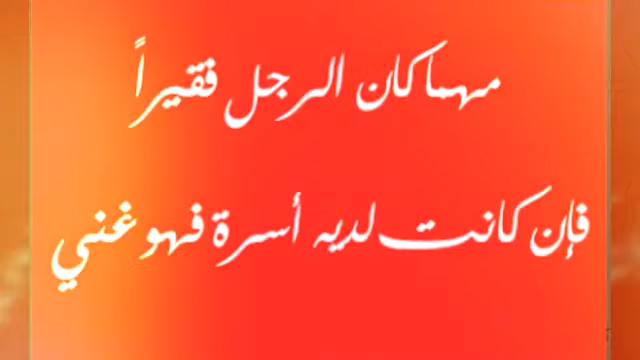 مهما كان الرجل فقيراً
فإن كانت لديه أسرة فهو غني